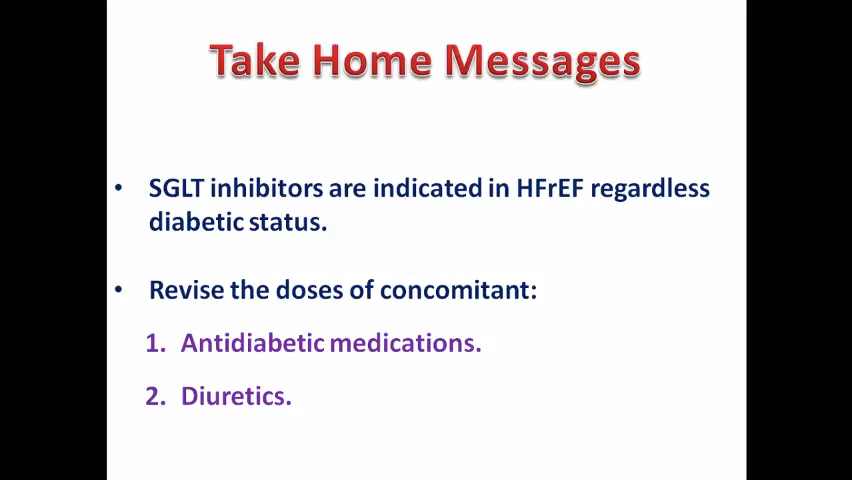 Take Home Messages
• SGLT inhibitors are indicated in HFrEF regardless
diabetic status.
• Revise the doses of concomitant:
1. Antidiabetic medications.
2. Diuretics.